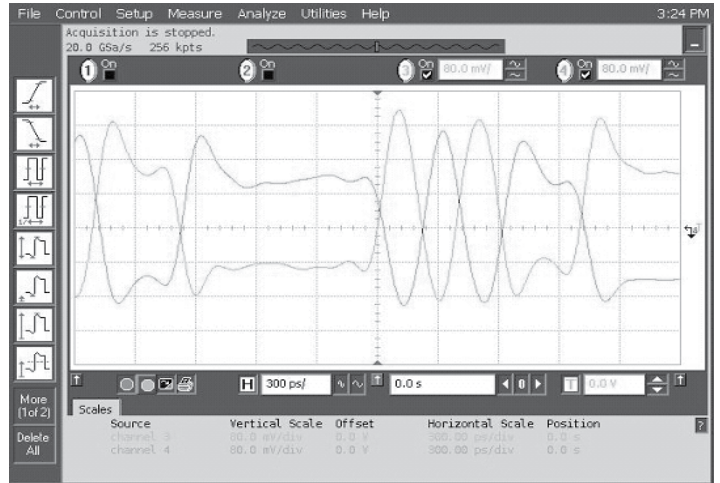 File Control Setup Measure Analyze Utilities Help 3:24 PM
Acquisition is stopped.
20.0 GSa/s 256 kpts
1 On 2 On 3 On 80.0 mV/ 4 On 80.0 mV/
More
(1of 2)
Delete
All
H 300 ps/ 0.0 s 0 T 0.0 V
Scales
?
Source Vertical Scale Offset Horizontal Scale Position
channel 3 80.0 mV/div 0.0 V 300.00 ps/div 0.0 s
channel 4 80.0 mV/div 0.0 V 300.00 ps/div 0.0 s